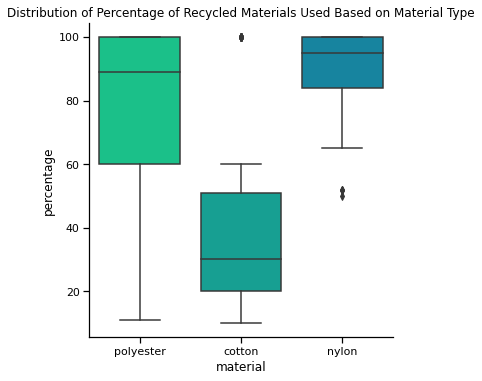 Distribution of Percentage of Recycled Materials Used Based on Material Type
100
80
60
40
20
percentage
polyester
cotton
nylon
material